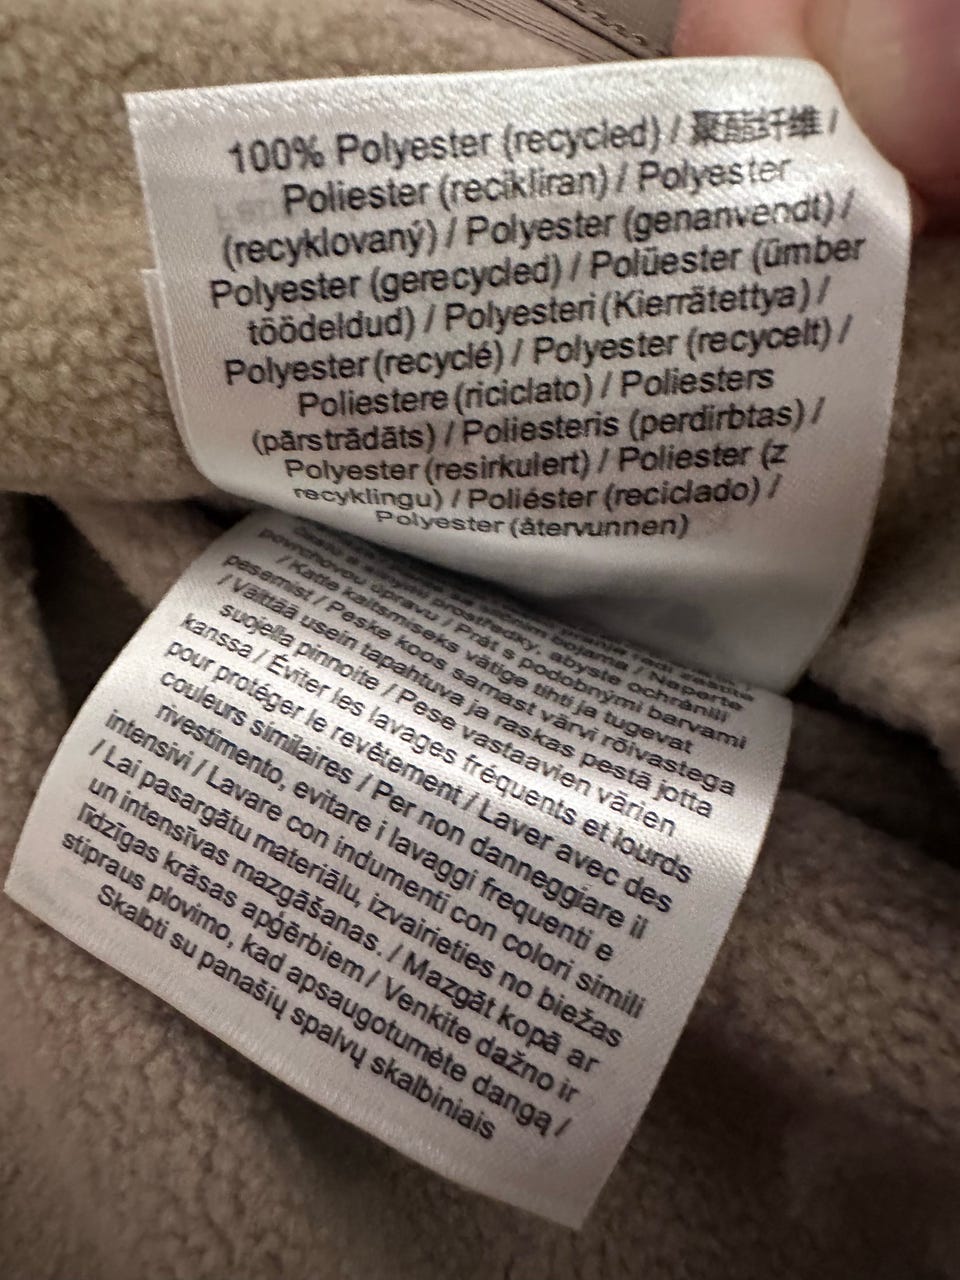 100% Polyester (recycled) / 聚酯纤维 /
Poliester (recikliran) / Polyester
(recyklovaný) / Polyester (genanvendt) /
Polyester (gerecycled) / Polüester (ümber
töödeldud) / Polyesteri (Kierrätettya) /
Polyester (recyclé) / Polyester (recycelt) /
Poliestere (riciclato) / Poliesters
(pārstrādāts) / Poliesteris (perdirbtas) /
Polyester (resirkulert) / Poliester (z
recyklingu) / Poliéster (reciclado) /
Polyester (återvunnen)
bojama / Neperte
prostředky, abyste ochránili
povrchovou úpravu / Prát s podobnými barvami
/ Katte kaitsmiseks vältige tihti ja tugevat
pesemist / Peske koos sarnast värvi rõivastega
/ Välttää usein tapahtuva ja raskas pestä jotta
suojella pinnoite / Pese vastaavien värien
kanssa / Éviter les lavages fréquents et lourds
pour protéger le revêtement / Laver avec des
couleurs similaires / Per non danneggiare il
rivestimento, evitare i lavaggi frequenti e
intensivi / Lavare con indumenti con colori simili
/ Lai pasargātu materiālu, izvairieties no biežas
un intensīvas mazgāšanas. / Mazgāt kopā ar
līdzīgas krāsas apģērbiem / Venkite dažno ir
stipraus plovimo, kad apsaugotumėte dangą /
Skalbti su panašių spalvų skalbiniais